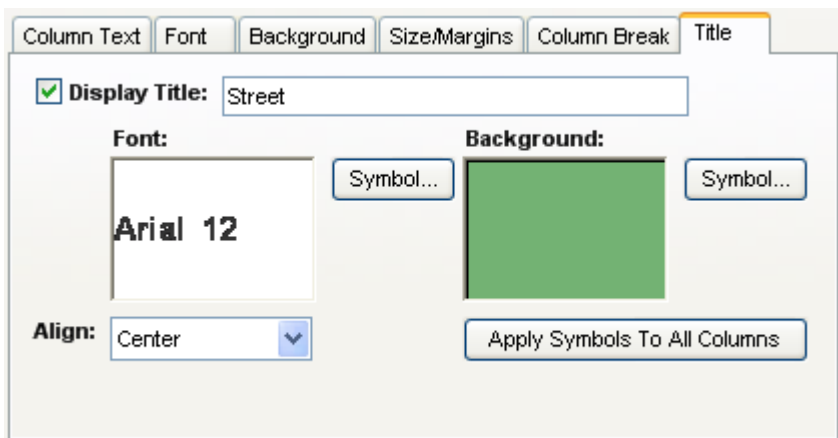 Column Text Font Background Size/Margins Column Break Title
Display Title: Street
Font: Background:
Symbol... Symbol...
Arial 12
Align: Center Apply Symbols To All Columns